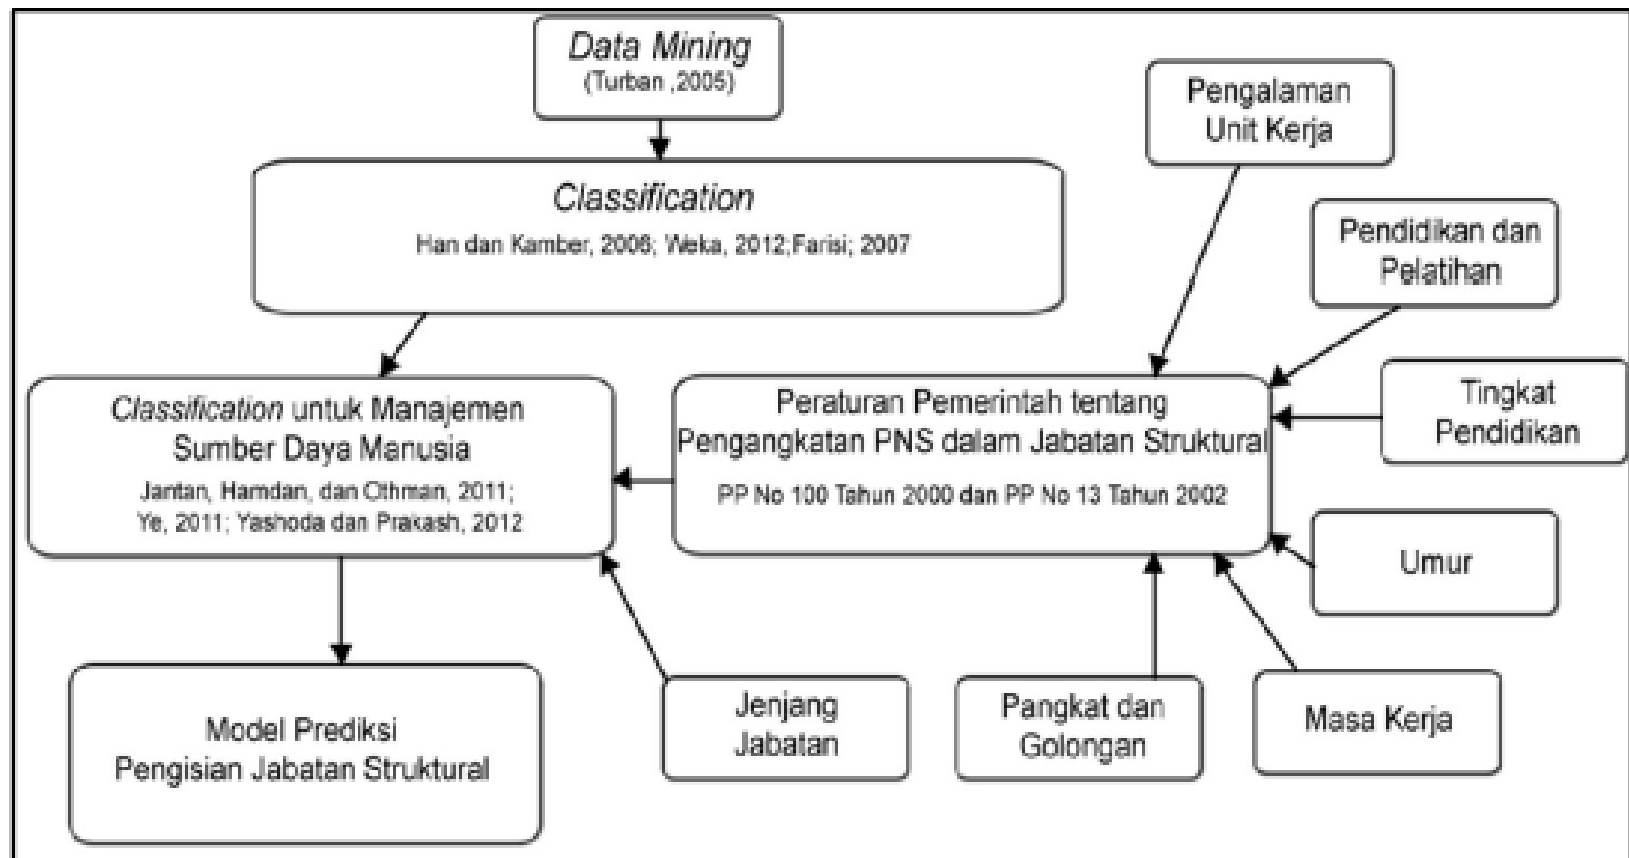 Data Mining
(Turban ,2005)
Pengalaman
Unit Kerja
Classification
Han dan Kamber, 2006; Weka, 2012;Farisi; 2007
Pendidikan dan
Pelatihan
Classification untuk Manajemen
Sumber Daya Manusia
Jantan, Hamdan, dan Othman, 2011;
Ye, 2011; Yashoda dan Prakash, 2012
Peraturan Pemerintah tentang
Pengangkatan PNS dalam Jabatan Struktural
PP No 100 Tahun 2000 dan PP No 13 Tahun 2002
Tingkat
Pendidikan
Umur
Model Prediksi
Pengisian Jabatan Struktural
Jenjang
Jabatan
Pangkat dan
Golongan
Masa Kerja